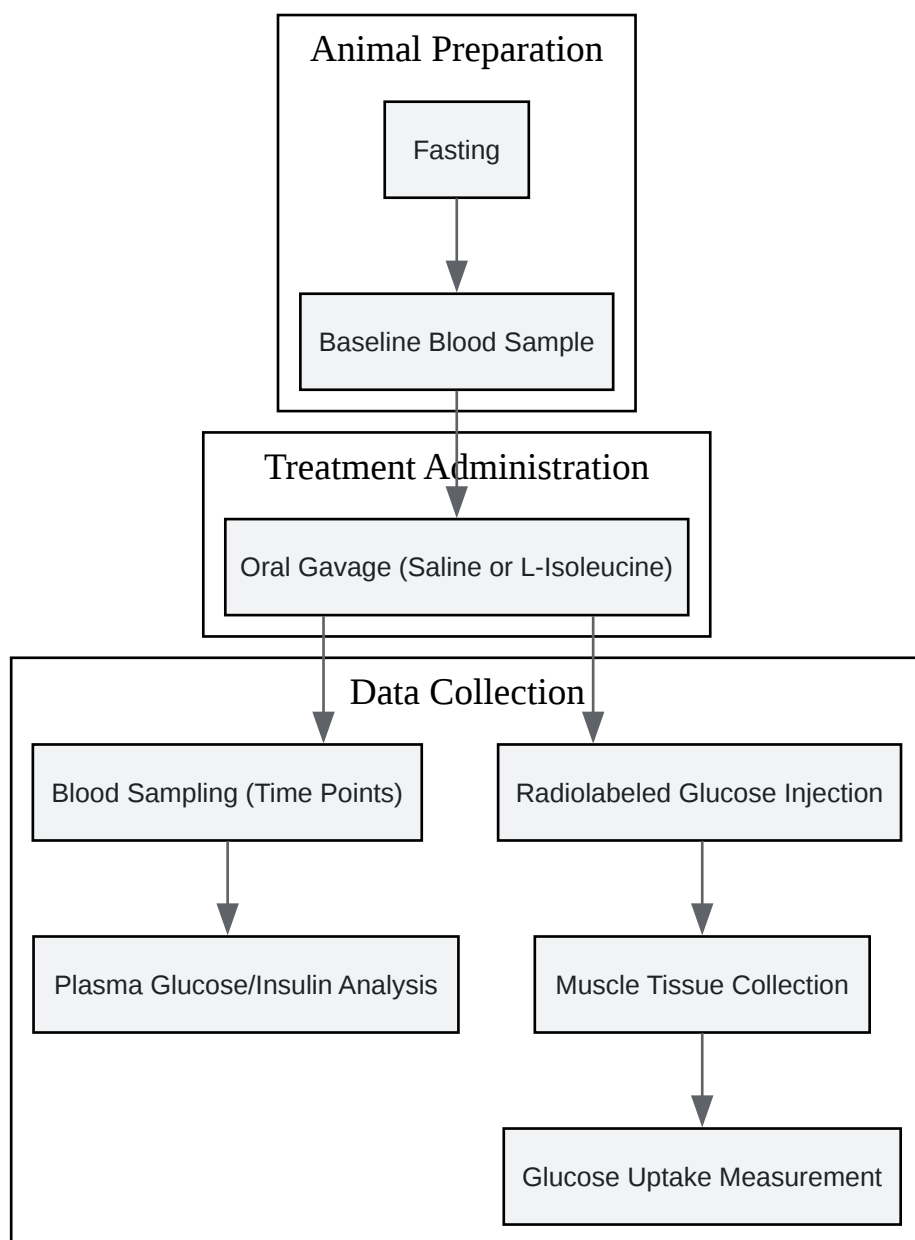 Animal Preparation
Fasting
Baseline Blood Sample
Treatment Administration
Oral Gavage (Saline or L-Isoleucine)
Data Collection
Blood Sampling (Time Points)
Radiolabeled Glucose Injection
Plasma Glucose/Insulin Analysis
Muscle Tissue Collection
Glucose Uptake Measurement